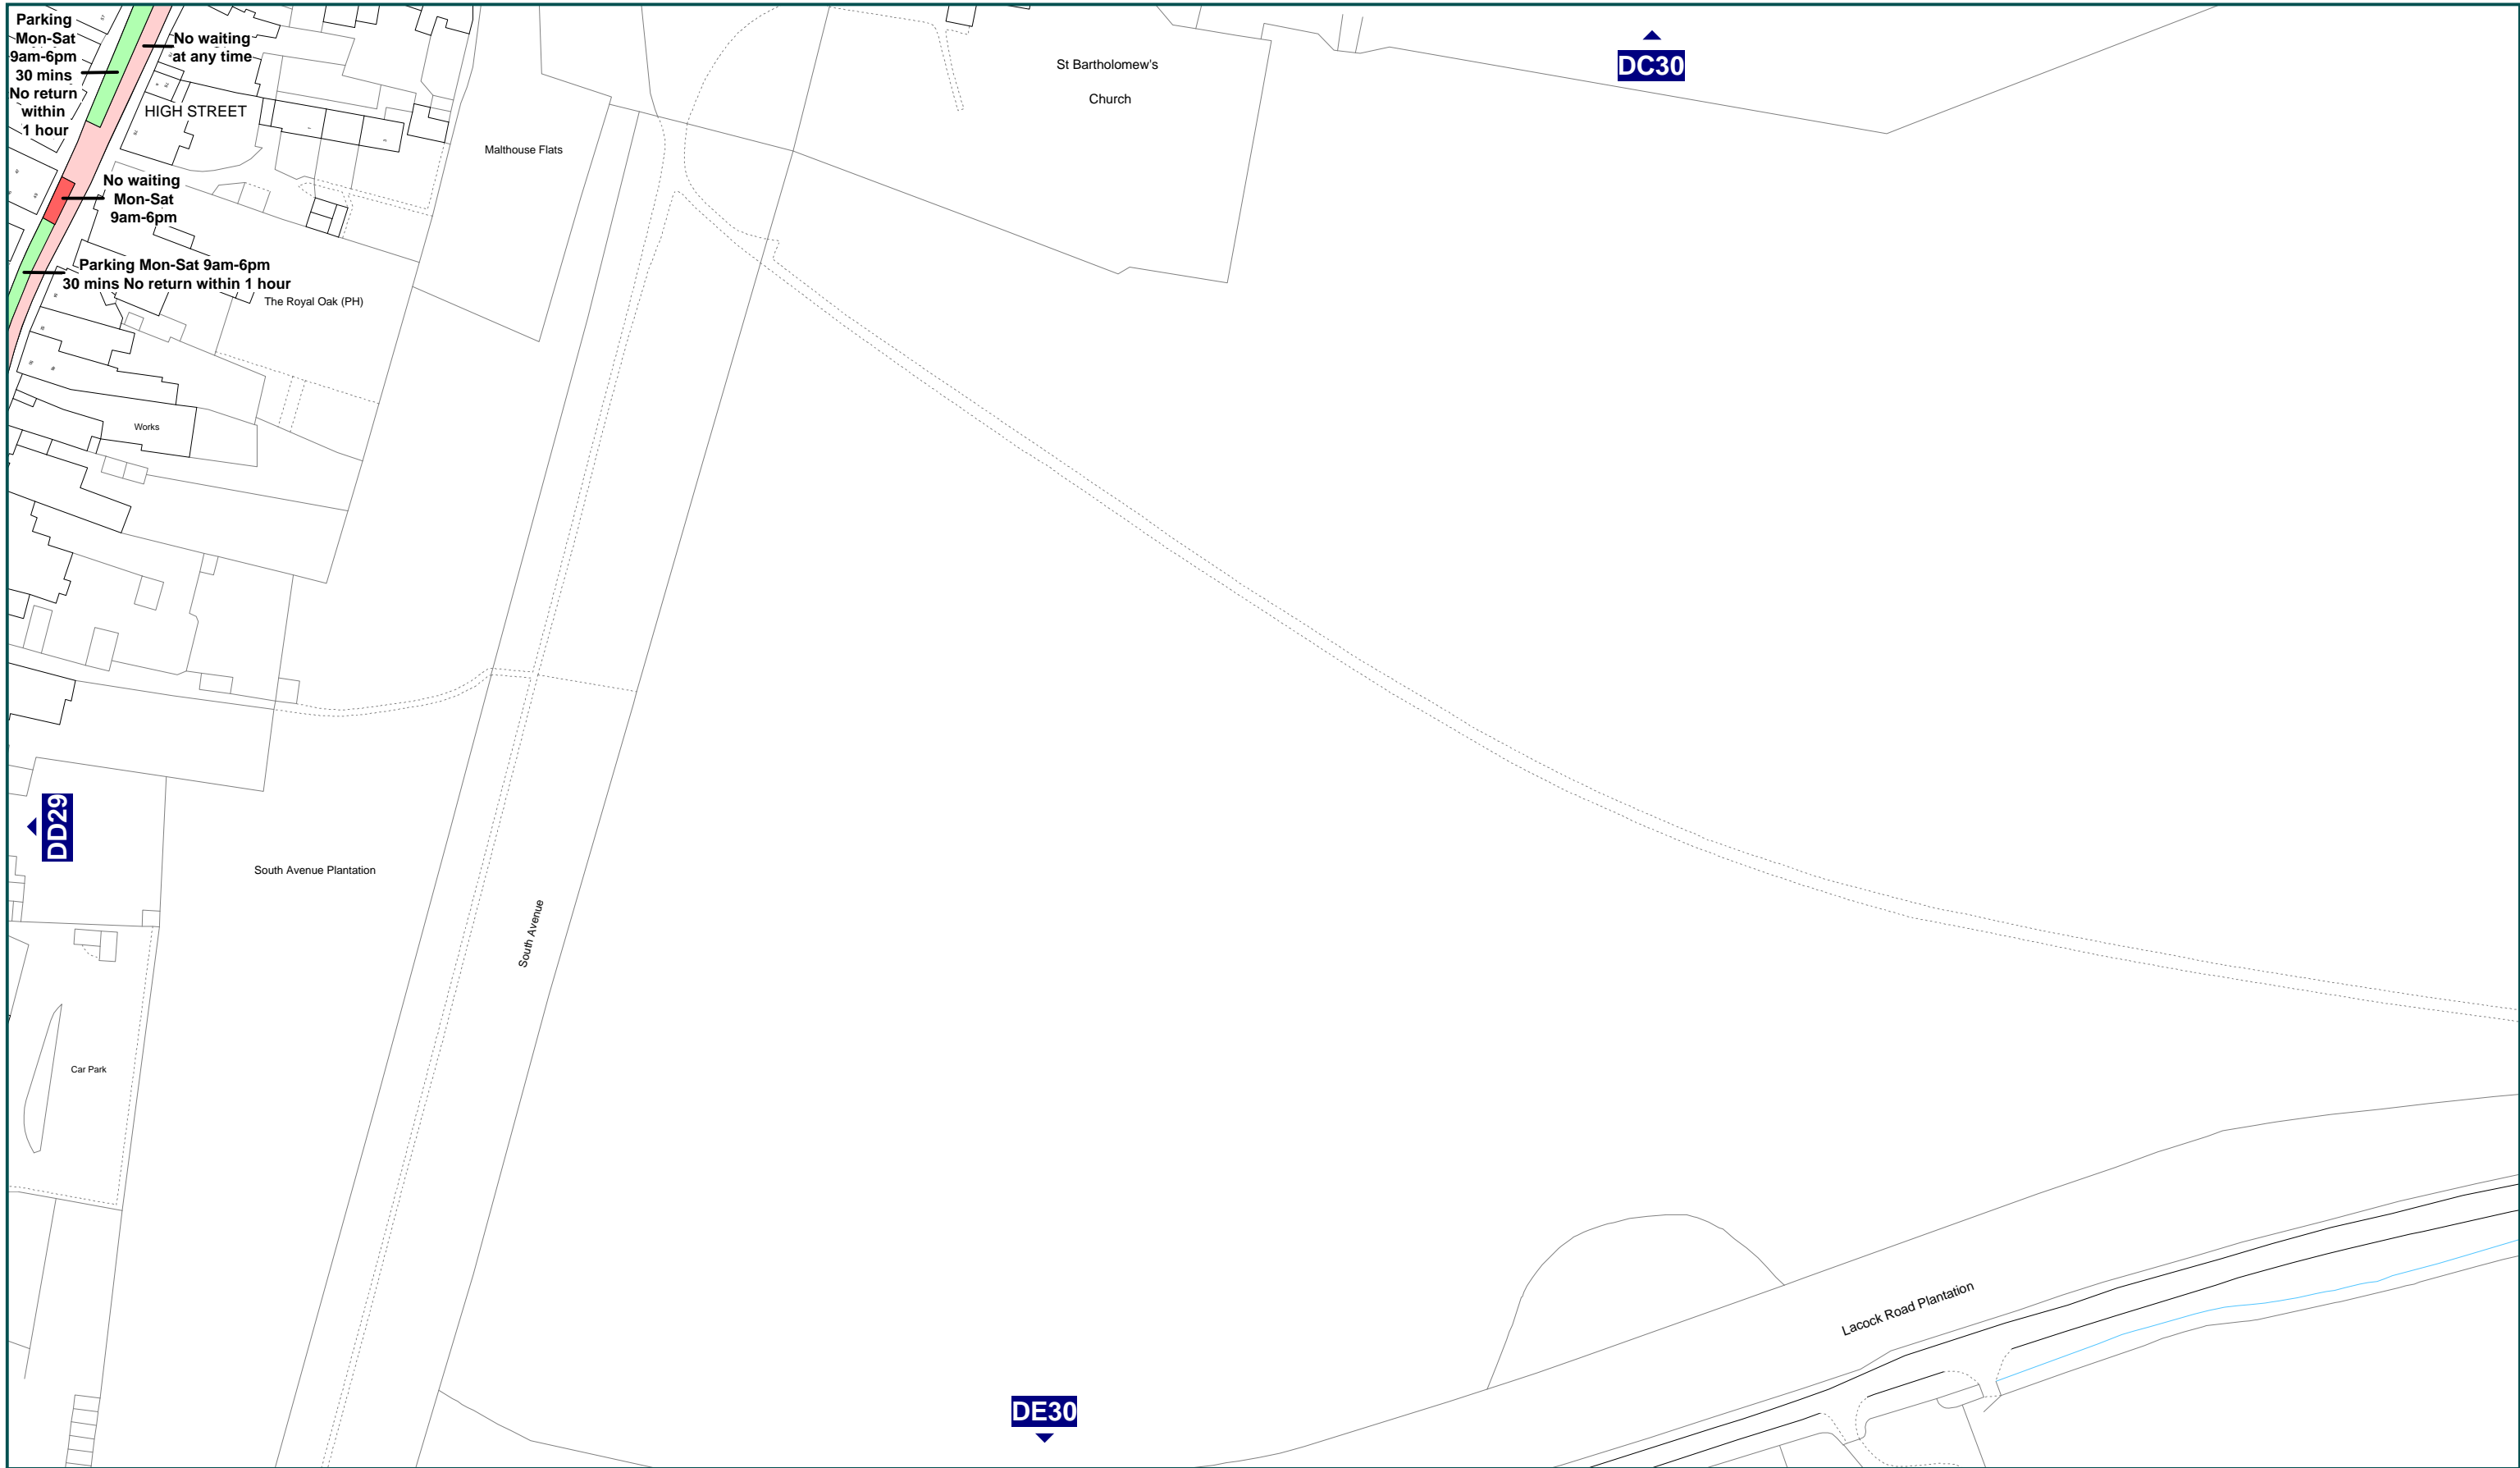 Parking
Mon-Sat
9am-6pm
30 mins
No return
within
1 hour
No waiting
at any time
HIGH STREET
No waiting
Mon-Sat
9am-6pm
Parking Mon-Sat 9am-6pm
30 mins No return within 1 hour
The Royal Oak (PH)
Malthouse Flats
St Bartholomew's
Church
DC30
Works
DD29
South Avenue Plantation
South Avenue
Car Park
Lacock Road Plantation
DE30